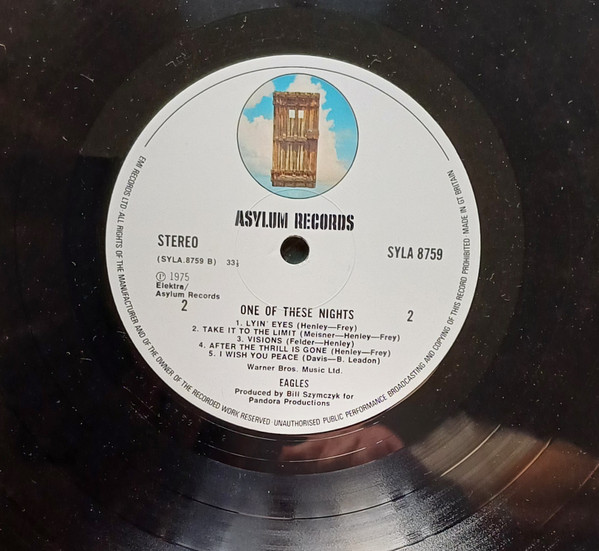 ASYLUM RECORDS
STEREO
SYLA 8759
(SYLA.8759 B) 33⅓
Ⓟ 1975
Elektra/
Asylum Records
2
2
ONE OF THESE NIGHTS
1. LYIN' EYES (Henley—Frey)
2. TAKE IT TO THE LIMIT (Meisner—Henley—Frey)
3. VISIONS (Felder—Henley)
4. AFTER THE THRILL IS GONE (Henley—Frey)
5. I WISH YOU PEACE (Davis—B. Leadon)
Warner Bros. Music Ltd.
EAGLES
Produced by Bill Szymczyk for
Pandora Productions
EMI RECORDS LTD ALL RIGHTS OF THE MANUFACTURER AND OF THE OWNER OF THE RECORDED WORK RESERVED UNAUTHORISED PUBLIC PERFORMANCE BROADCASTING AND COPYING OF THIS RECORD PROHIBITED MADE IN GT BRITAIN